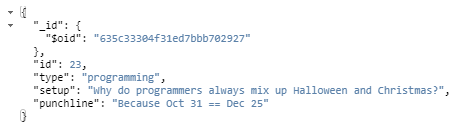 {
"_id": {
"$oid": "635c33304f31ed7bbb702927"
},
"id": 23,
"type": "programming",
"setup": "Why do programmers always mix up Halloween and Christmas?",
"punchline": "Because Oct 31 == Dec 25"
}